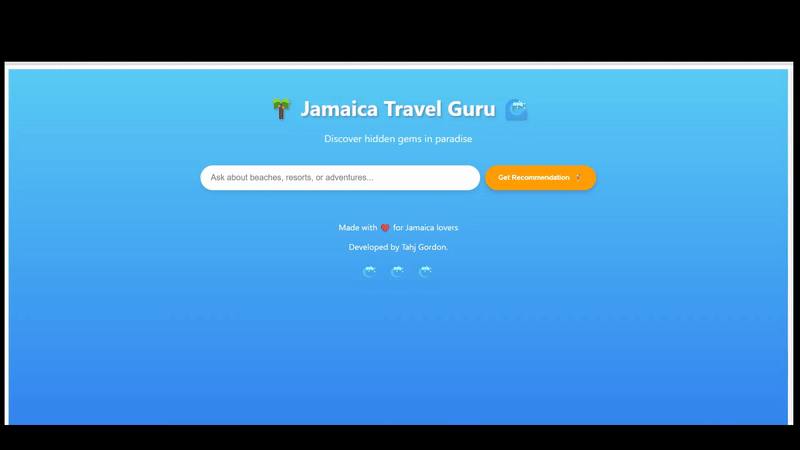 🌴 Jamaica Travel Guru 🌊
Discover hidden gems in paradise
Ask about beaches, resorts, or adventures...
Get Recommendation
Made with ❤️ for Jamaica lovers
Developed by Tahj Gordon.
🌊 🌊 🌊